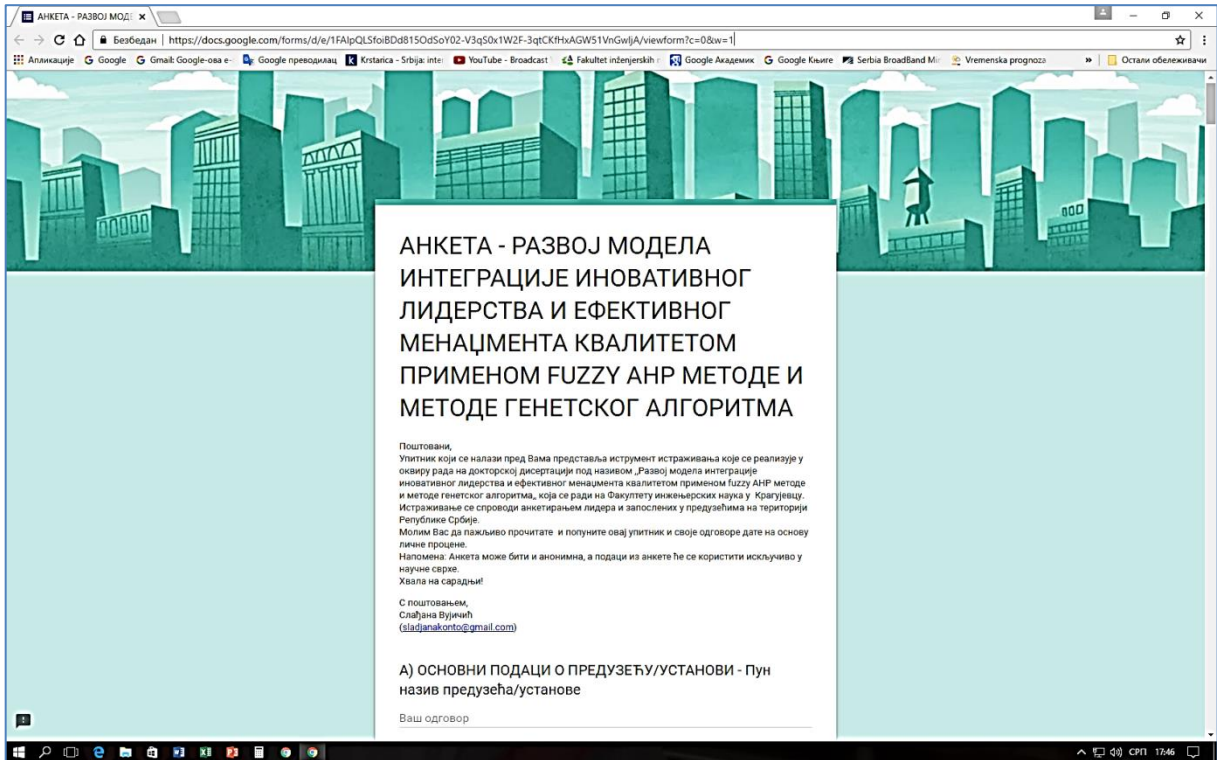 АНКЕТА - РАЗВОЈ МОДЕ
Безбедан | https://docs.google.com/forms/d/e/1FAIpQLSfoiBDd815OdSoY02-V3qS0x1W2F-3qtCKfHxAGW51VnGwIjA/viewform?c=0&w=1
Апликације Google Gmail: Google-ова е- Google преводилац Krstarica - Srbija: inter YouTube - Broadcast Fakultet inženjerskih Google Академик Google Књиге Serbia BroadBand Vremenska prognoza » Остали обележивачи
АНКЕТА - РАЗВОЈ МОДЕЛА
ИНТЕГРАЦИЈЕ ИНОВАТИВНОГ
ЛИДЕРСТВА И ЕФЕКТИВНОГ
МЕНАЏМЕНТА КВАЛИТЕТОМ
ПРИМЕНОМ FUZZY АНР МЕТОДЕ И
МЕТОДЕ ГЕНЕТСКОГ АЛГОРИТМА
Поштовани,
Упитник који се налази пред Вама представља иструмент истраживања које се реализује у
оквиру рада на докторској дисертацији под називом „Развој модела интеграције
иновативног лидерства и ефективног менаџмента квалитетом применом fuzzy АНР методе
и методе генетског алгоритма„ која се ради на Факултету инжењерских наука у Крагујевцу.
Истраживање се спроводи анкетирањем лидера и запослених у предузећима на територији
Републике Србије.
Молим Вас да пажљиво прочитате и попуните овај упитник и своје одговоре дате на основу
личне процене.
Напомена: Анкета може бити и анонимна, а подаци из анкете ће се користити искључиво у
научне сврхе.
Хвала на сарадњи!
С поштовањем,
Слађана Вујичић
(sladjanakonto@gmail.com)
А) ОСНОВНИ ПОДАЦИ О ПРЕДУЗЕЋУ/УСТАНОВИ - Пун
назив предузећа/установе
Ваш одговор
СРП 17:46